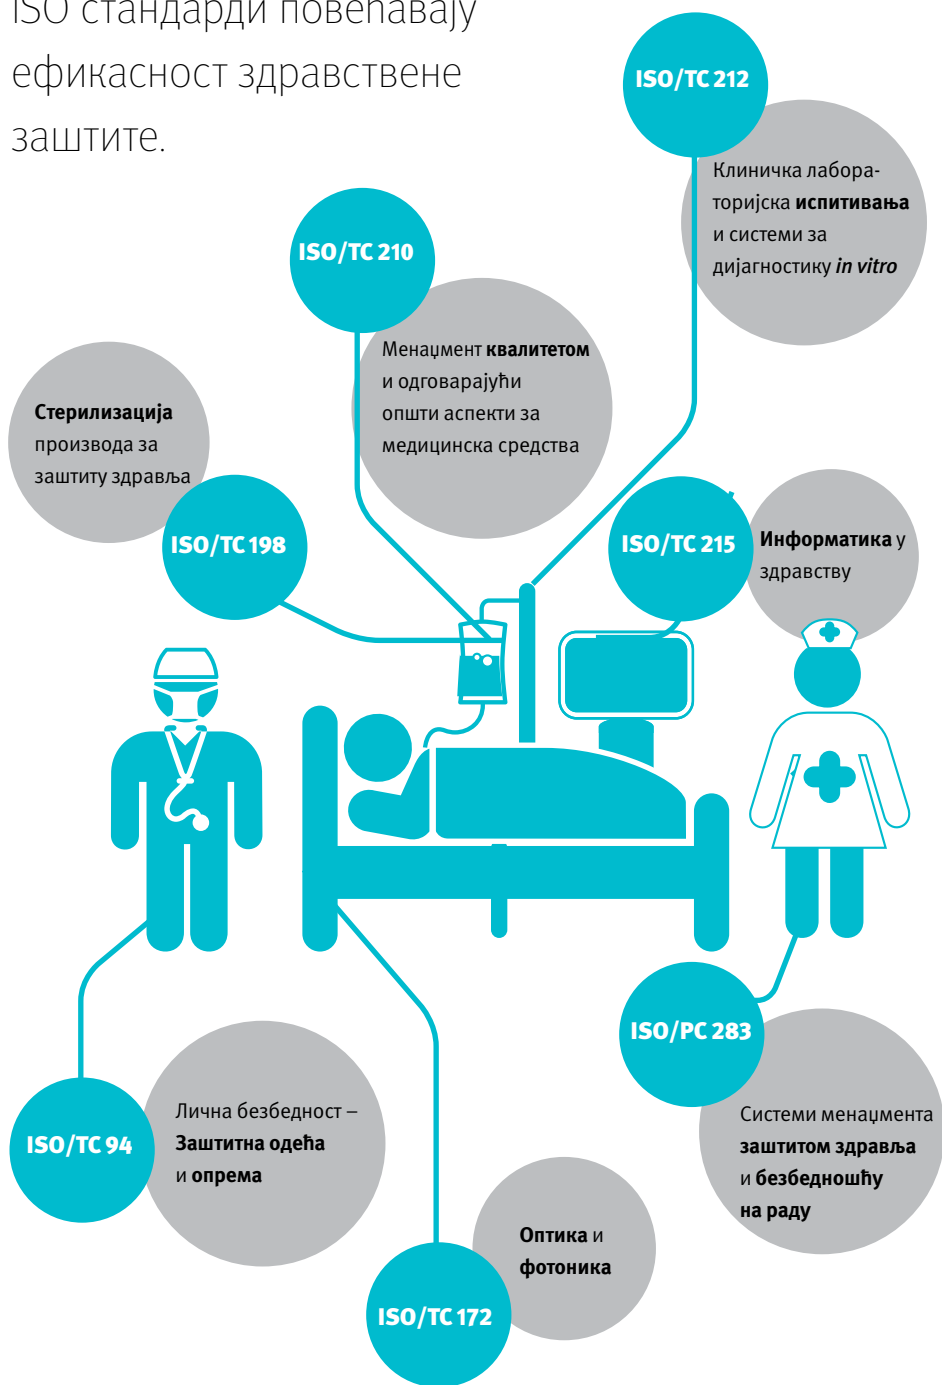 ISO стандарди повећавају
ефикасност здравствене
заштите.
ISO/TC 212
Клиничка лабора-
торијска испитивања
и системи за
дијагностику in vitro
ISO/TC 210
Менаџмент квалитетом
и одговарајући
општи аспекти за
медицинска средства
Стерилизација
производа за
заштиту здравља
ISO/TC 198
ISO/TC 215
Информатика у
здравству
ISO/PC 283
Системи менаџмента
заштитом здравља
и безбедношћу
на раду
ISO/TC 94
Лична безбедност –
Заштитна одећа
и опрема
Оптика и
фотоника
ISO/TC 172